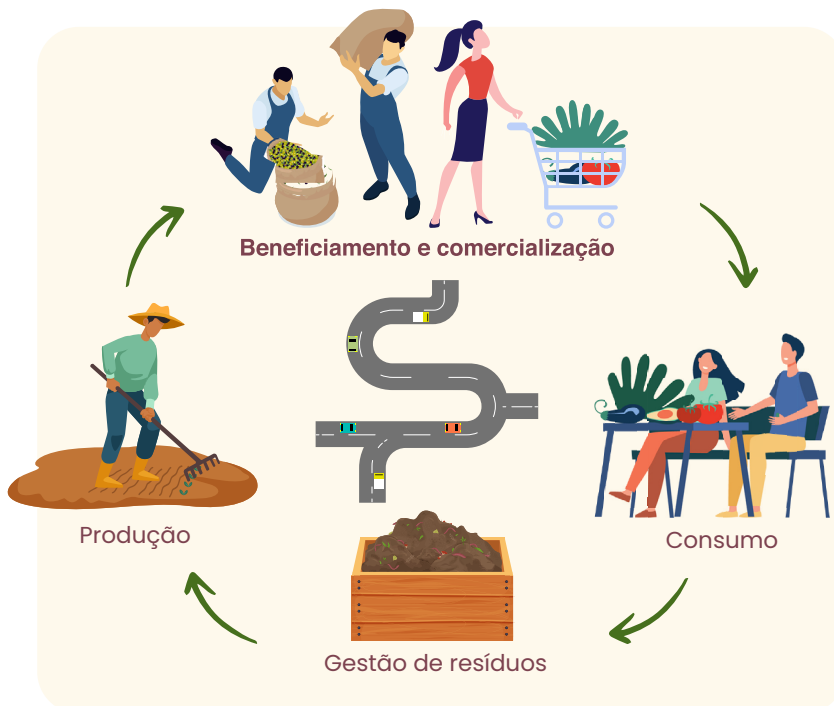 Beneficiamento e comercialização
Produção
Consumo
Gestão de resíduos